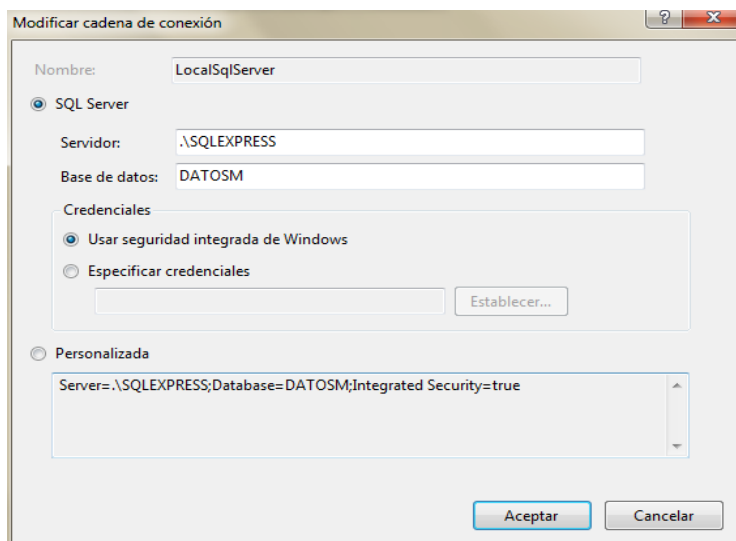 Modificar cadena de conexión
Nombre: LocalSqlServer
SQL Server
Servidor: .\SQLEXPRESS
Base de datos: DATOSM
Credenciales
Usar seguridad integrada de Windows
Especificar credenciales
Establecer...
Personalizada
Server=.\SQLEXPRESS;Database=DATOSM;Integrated Security=true
Aceptar Cancelar